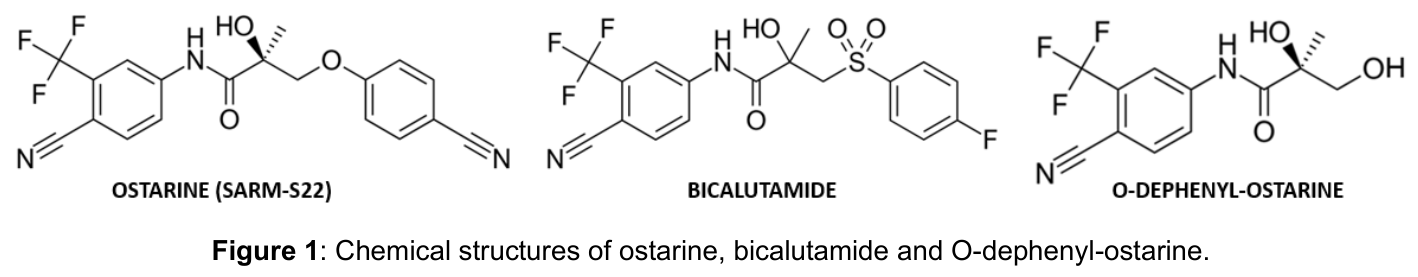 F F F N≡ H N O HO O N≡
F F F N≡ H N O HO O O S F
F F F N≡ H N O HO OH
OSTARINE (SARM-S22) BICALUTAMIDE O-DEPHENYL-OSTARINE
Figure 1: Chemical structures of ostarine, bicalutamide and O-dephenyl-ostarine.